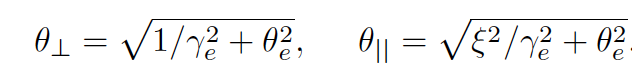 θ⊥ = √(1/γₑ² + θₑ²),   θ|| = √(ξ²/γₑ² + θₑ²).